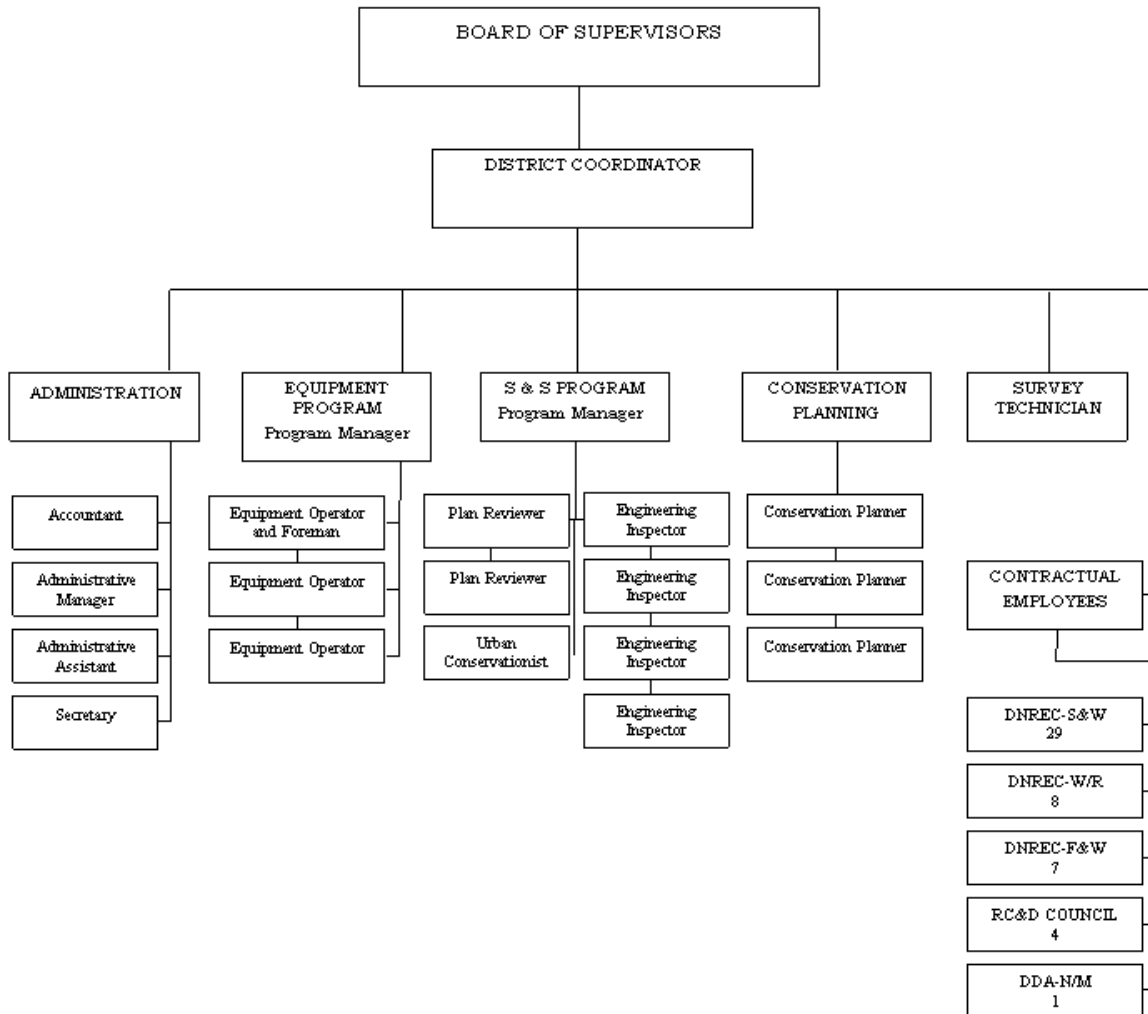 BOARD OF SUPERVISORS
DISTRICT COORDINATOR
ADMINISTRATION
Accountant
Administrative
Manager
Administrative
Assistant
Secretary
EQUIPMENT
PROGRAM
Program Manager
Equipment Operator
and Foreman
Equipment Operator
Equipment Operator
S & S PROGRAM
Program Manager
Plan Reviewer
Plan Reviewer
Urban
Conservationist
Engineering
Inspector
Engineering
Inspector
Engineering
Inspector
Engineering
Inspector
CONSERVATION
PLANNING
Conservation Planner
Conservation Planner
Conservation Planner
SURVEY
TECHNICIAN
CONTRACTUAL
EMPLOYEES
DNREC-S&W
29
DNREC-W/R
8
DNREC-F&W
7
RC&D COUNCIL
4
DDA-N/M
1